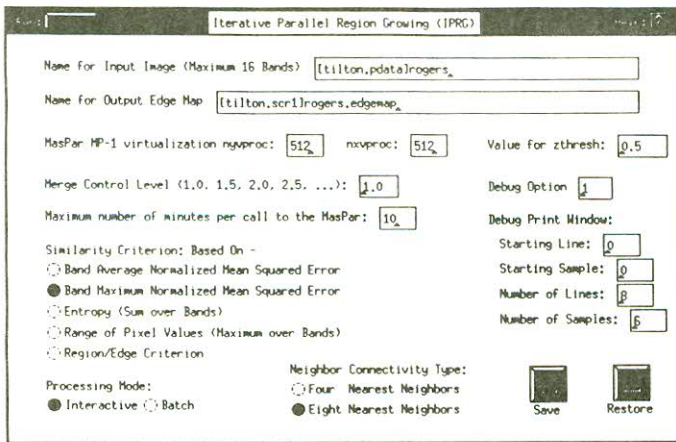 Iterative Parallel Region Growing (IPRG)
Name for Input Image (Maximum 16 Bands) [tilton.pdata]rogers
Name for Output Edge Map [tilton.scr1]rogers.edgemap
MasPar MP-1 virtualization nyvproc: 512 nxvproc: 512 Value for zthresh: 0.5
Merge Control Level (1.0, 1.5, 2.0, 2.5, ...): 1.0 Debug Option 1
Maximum number of minutes per call to the MasPar: 10 Debug Print Window:
Similarity Criterion: Based On - Starting Line: 0
Band Average Normalized Mean Squared Error Starting Sample: 0
Band Maximum Normalized Mean Squared Error Number of Lines: 8
Entropy (Sum over Bands) Number of Samples:
Range of Pixel Values (Maximum over Bands)
Region/Edge Criterion
Neighbor Connectivity Type:
Processing Mode: Four Nearest Neighbors
Interactive Batch Eight Nearest Neighbors Save Restore